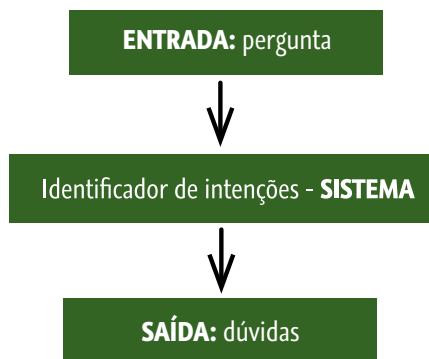 ENTRADA: pergunta
Identificador de intenções - SISTEMA
SAÍDA: dúvidas